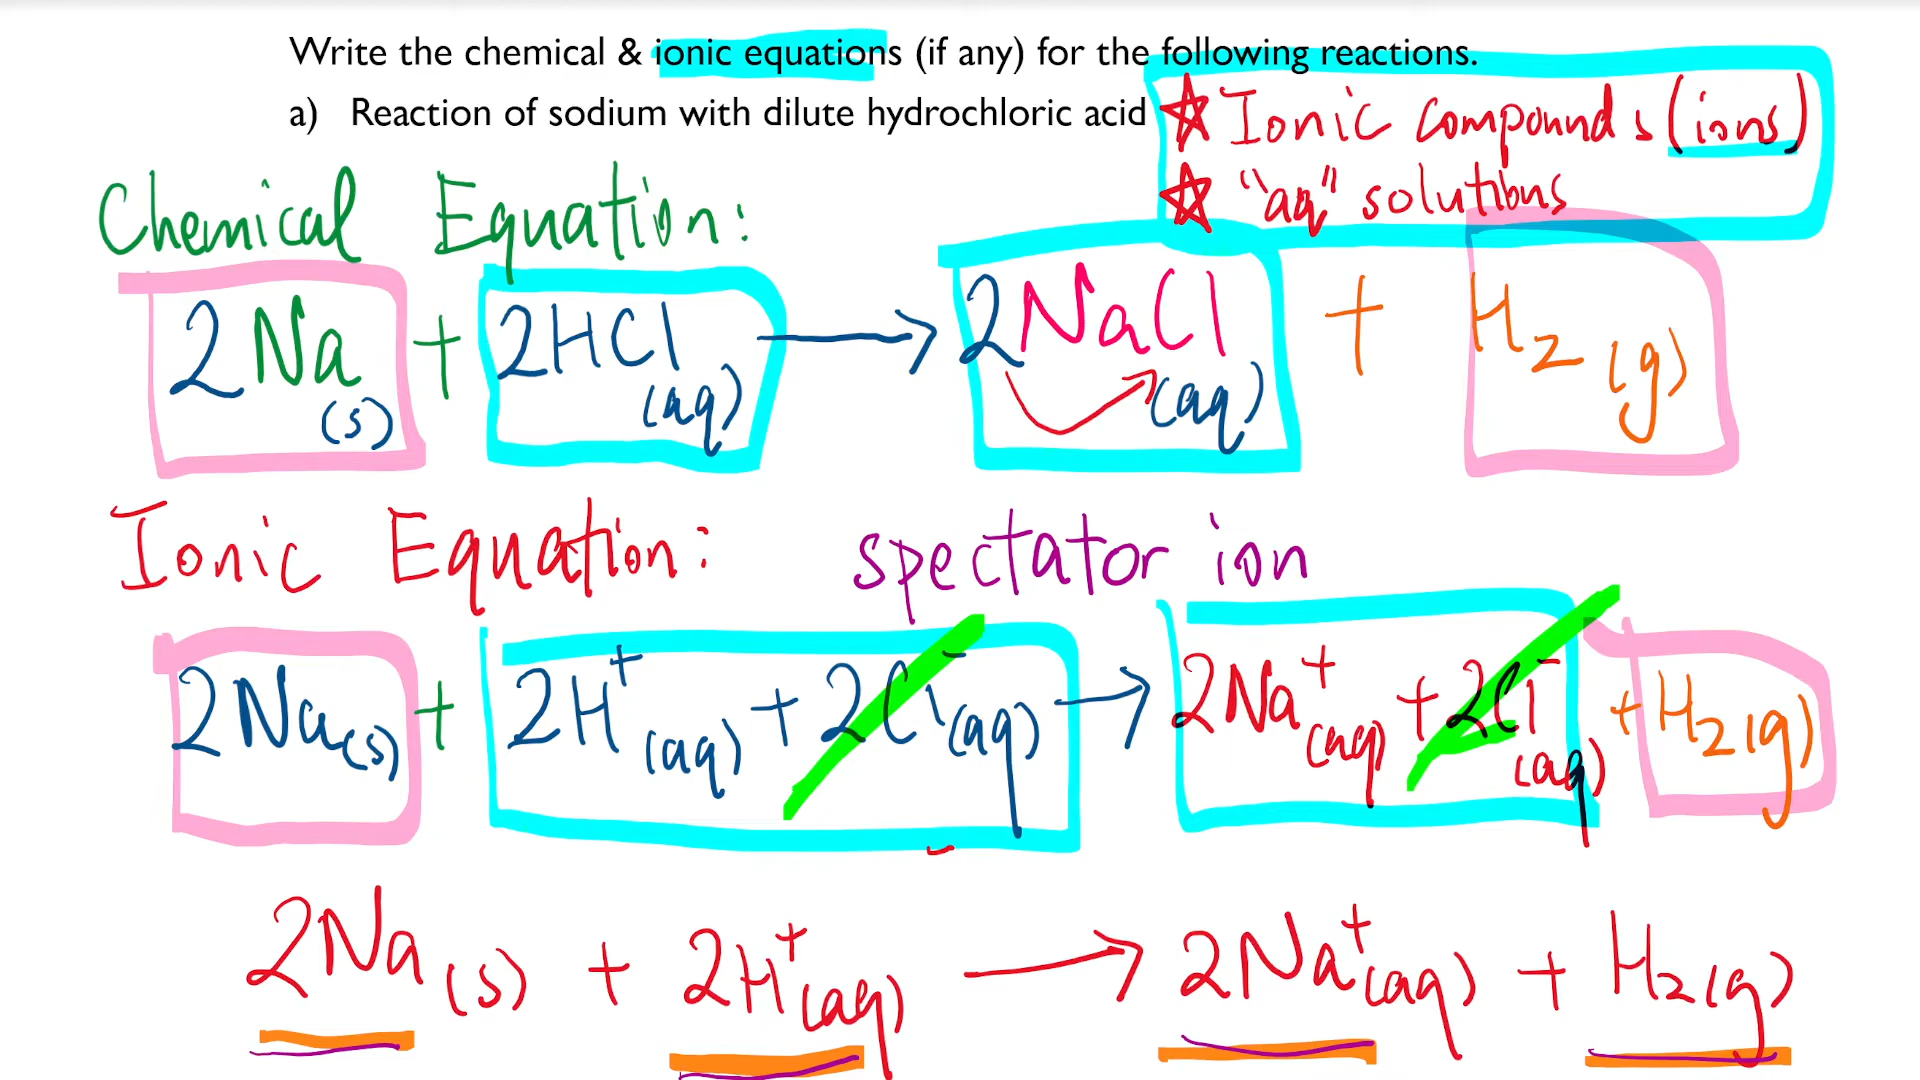 Write the chemical & ionic equations (if any) for the following reactions.
a) Reaction of sodium with dilute hydrochloric acid
☆ Ionic compounds (ions)
☆ "aq" solutions
Chemical Equation:
2Na (s) + 2HCl (aq) → 2NaCl (aq) + H₂ (g)
Ionic Equation: spectator ion
2Na(s) + 2H⁺(aq) + 2Cl⁻(aq) → 2Na⁺(aq) + 2Cl⁻(aq) + H₂(g)
2Na (s) + 2H⁺(aq) → 2Na⁺(aq) + H₂(g)